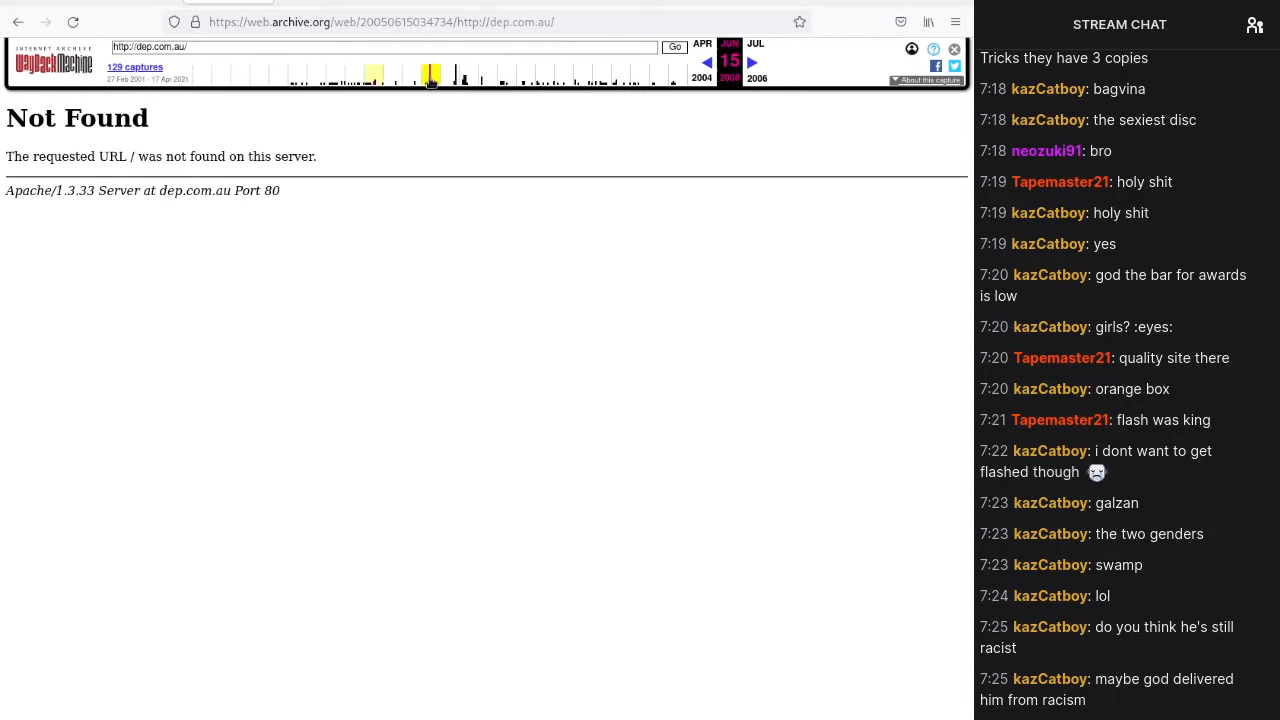 https://web.archive.org/web/20050615034734/http://dep.com.au/
INTERNET ARCHIVE
WayBackMachine
http://dep.com.au/
Go
APR JUN JUL
129 captures
15
27 Feb 2001 - 17 Apr 2021
2004 2006
About this capture
Not Found
The requested URL / was not found on this server.
Apache/1.3.33 Server at dep.com.au Port 80
STREAM CHAT
Tricks they have 3 copies
7:18 kazCatboy: bagvina
7:18 kazCatboy: the sexiest disc
7:18 neozuki91: bro
7:19 Tapemaster21: holy shit
7:19 kazCatboy: holy shit
7:19 kazCatboy: yes
7:20 kazCatboy: god the bar for awards
is low
7:20 kazCatboy: girls? :eyes:
7:20 Tapemaster21: quality site there
7:20 kazCatboy: orange box
7:21 Tapemaster21: flash was king
7:22 kazCatboy: i dont want to get
flashed though
7:23 kazCatboy: galzan
7:23 kazCatboy: the two genders
7:23 kazCatboy: swamp
7:24 kazCatboy: lol
7:25 kazCatboy: do you think he's still
racist
7:25 kazCatboy: maybe god delivered
him from racism